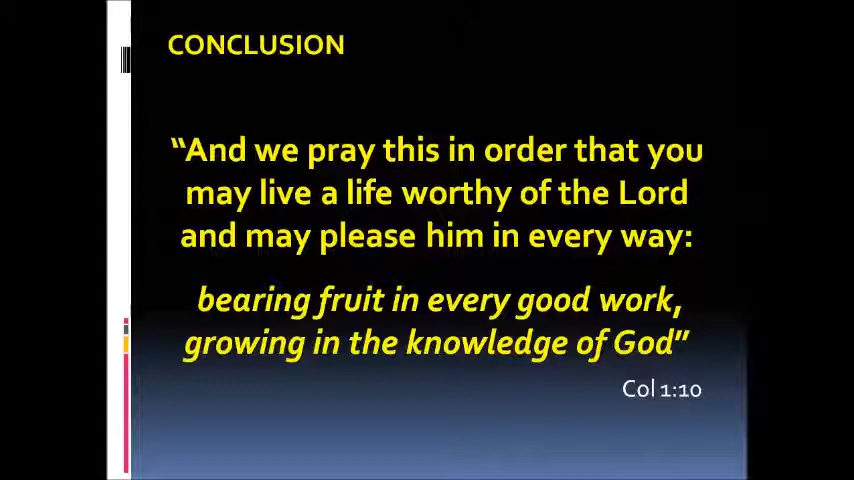 CONCLUSION
“And we pray this in order that you
may live a life worthy of the Lord
and may please him in every way:
bearing fruit in every good work,
growing in the knowledge of God”
Col 1:10